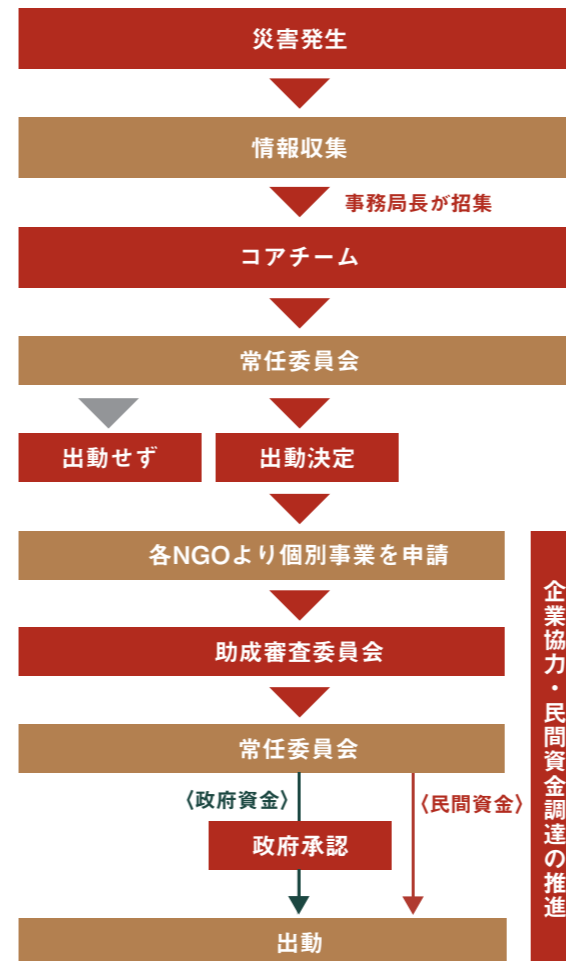 災害発生
情報収集
事務局長が招集
コアチーム
常任委員会
出動せず
出動決定
各NGOより個別事業を申請
助成審査委員会
常任委員会
〈政府資金〉
〈民間資金〉
政府承認
出動
企業協力・民間資金調達の推進